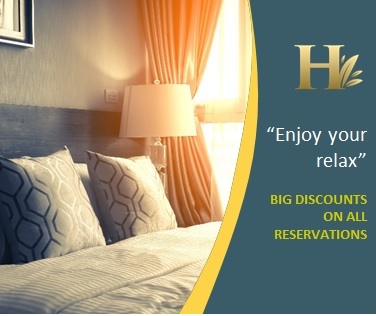 H
“Enjoy your
relax”
BIG DISCOUNTS
ON ALL
RESERVATIONS